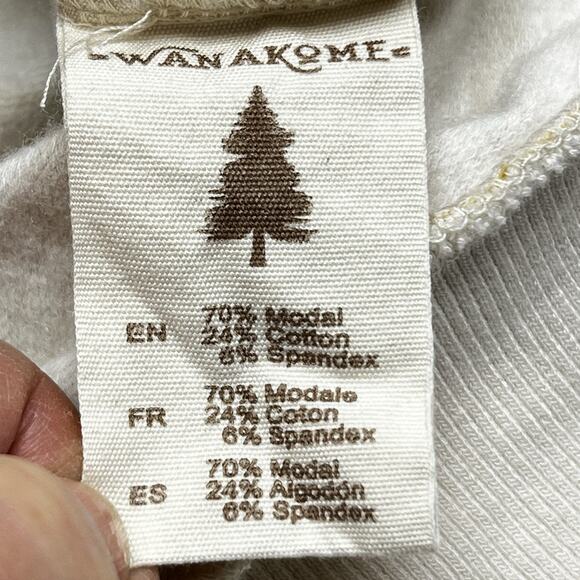 WANAKOME
EN
70% Modal
24% Cotton
6% Spandex
FR
70% Modale
24% Coton
6% Spandex
ES
70% Modal
24% Algodón
6% Spandex